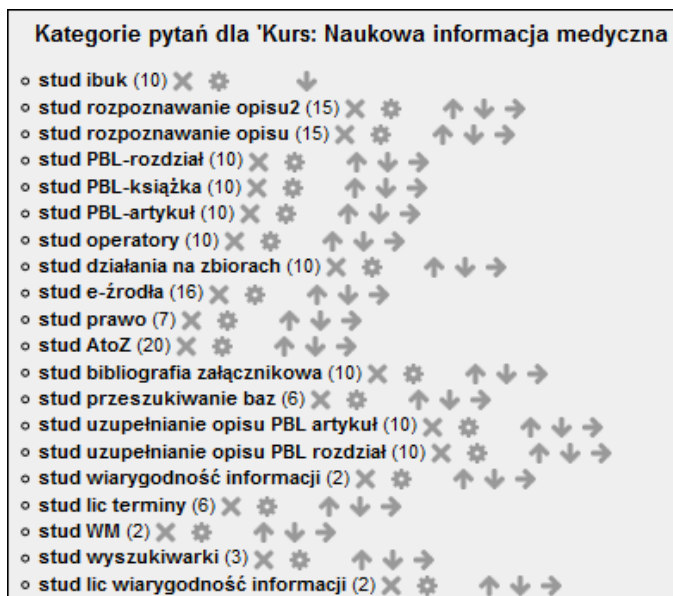 Kategorie pytań dla 'Kurs: Naukowa informacja medyczna
stud ibuk (10)
stud rozpoznawanie opisu2 (15)
stud rozpoznawanie opisu (15)
stud PBL-rozdział (10)
stud PBL-książka (10)
stud PBL-artykuł (10)
stud operatory (10)
stud działania na zbiorach (10)
stud e-źrodła (16)
stud prawo (7)
stud AtoZ (20)
stud bibliografia załącznikowa (10)
stud przeszukiwanie baz (6)
stud uzupełnianie opisu PBL artykuł (10)
stud uzupełnianie opisu PBL rozdział (10)
stud wiarygodność informacji (2)
stud lic terminy (6)
stud WM (2)
stud wyszukiwarki (3)
stud lic wiarygodność informacji (2)